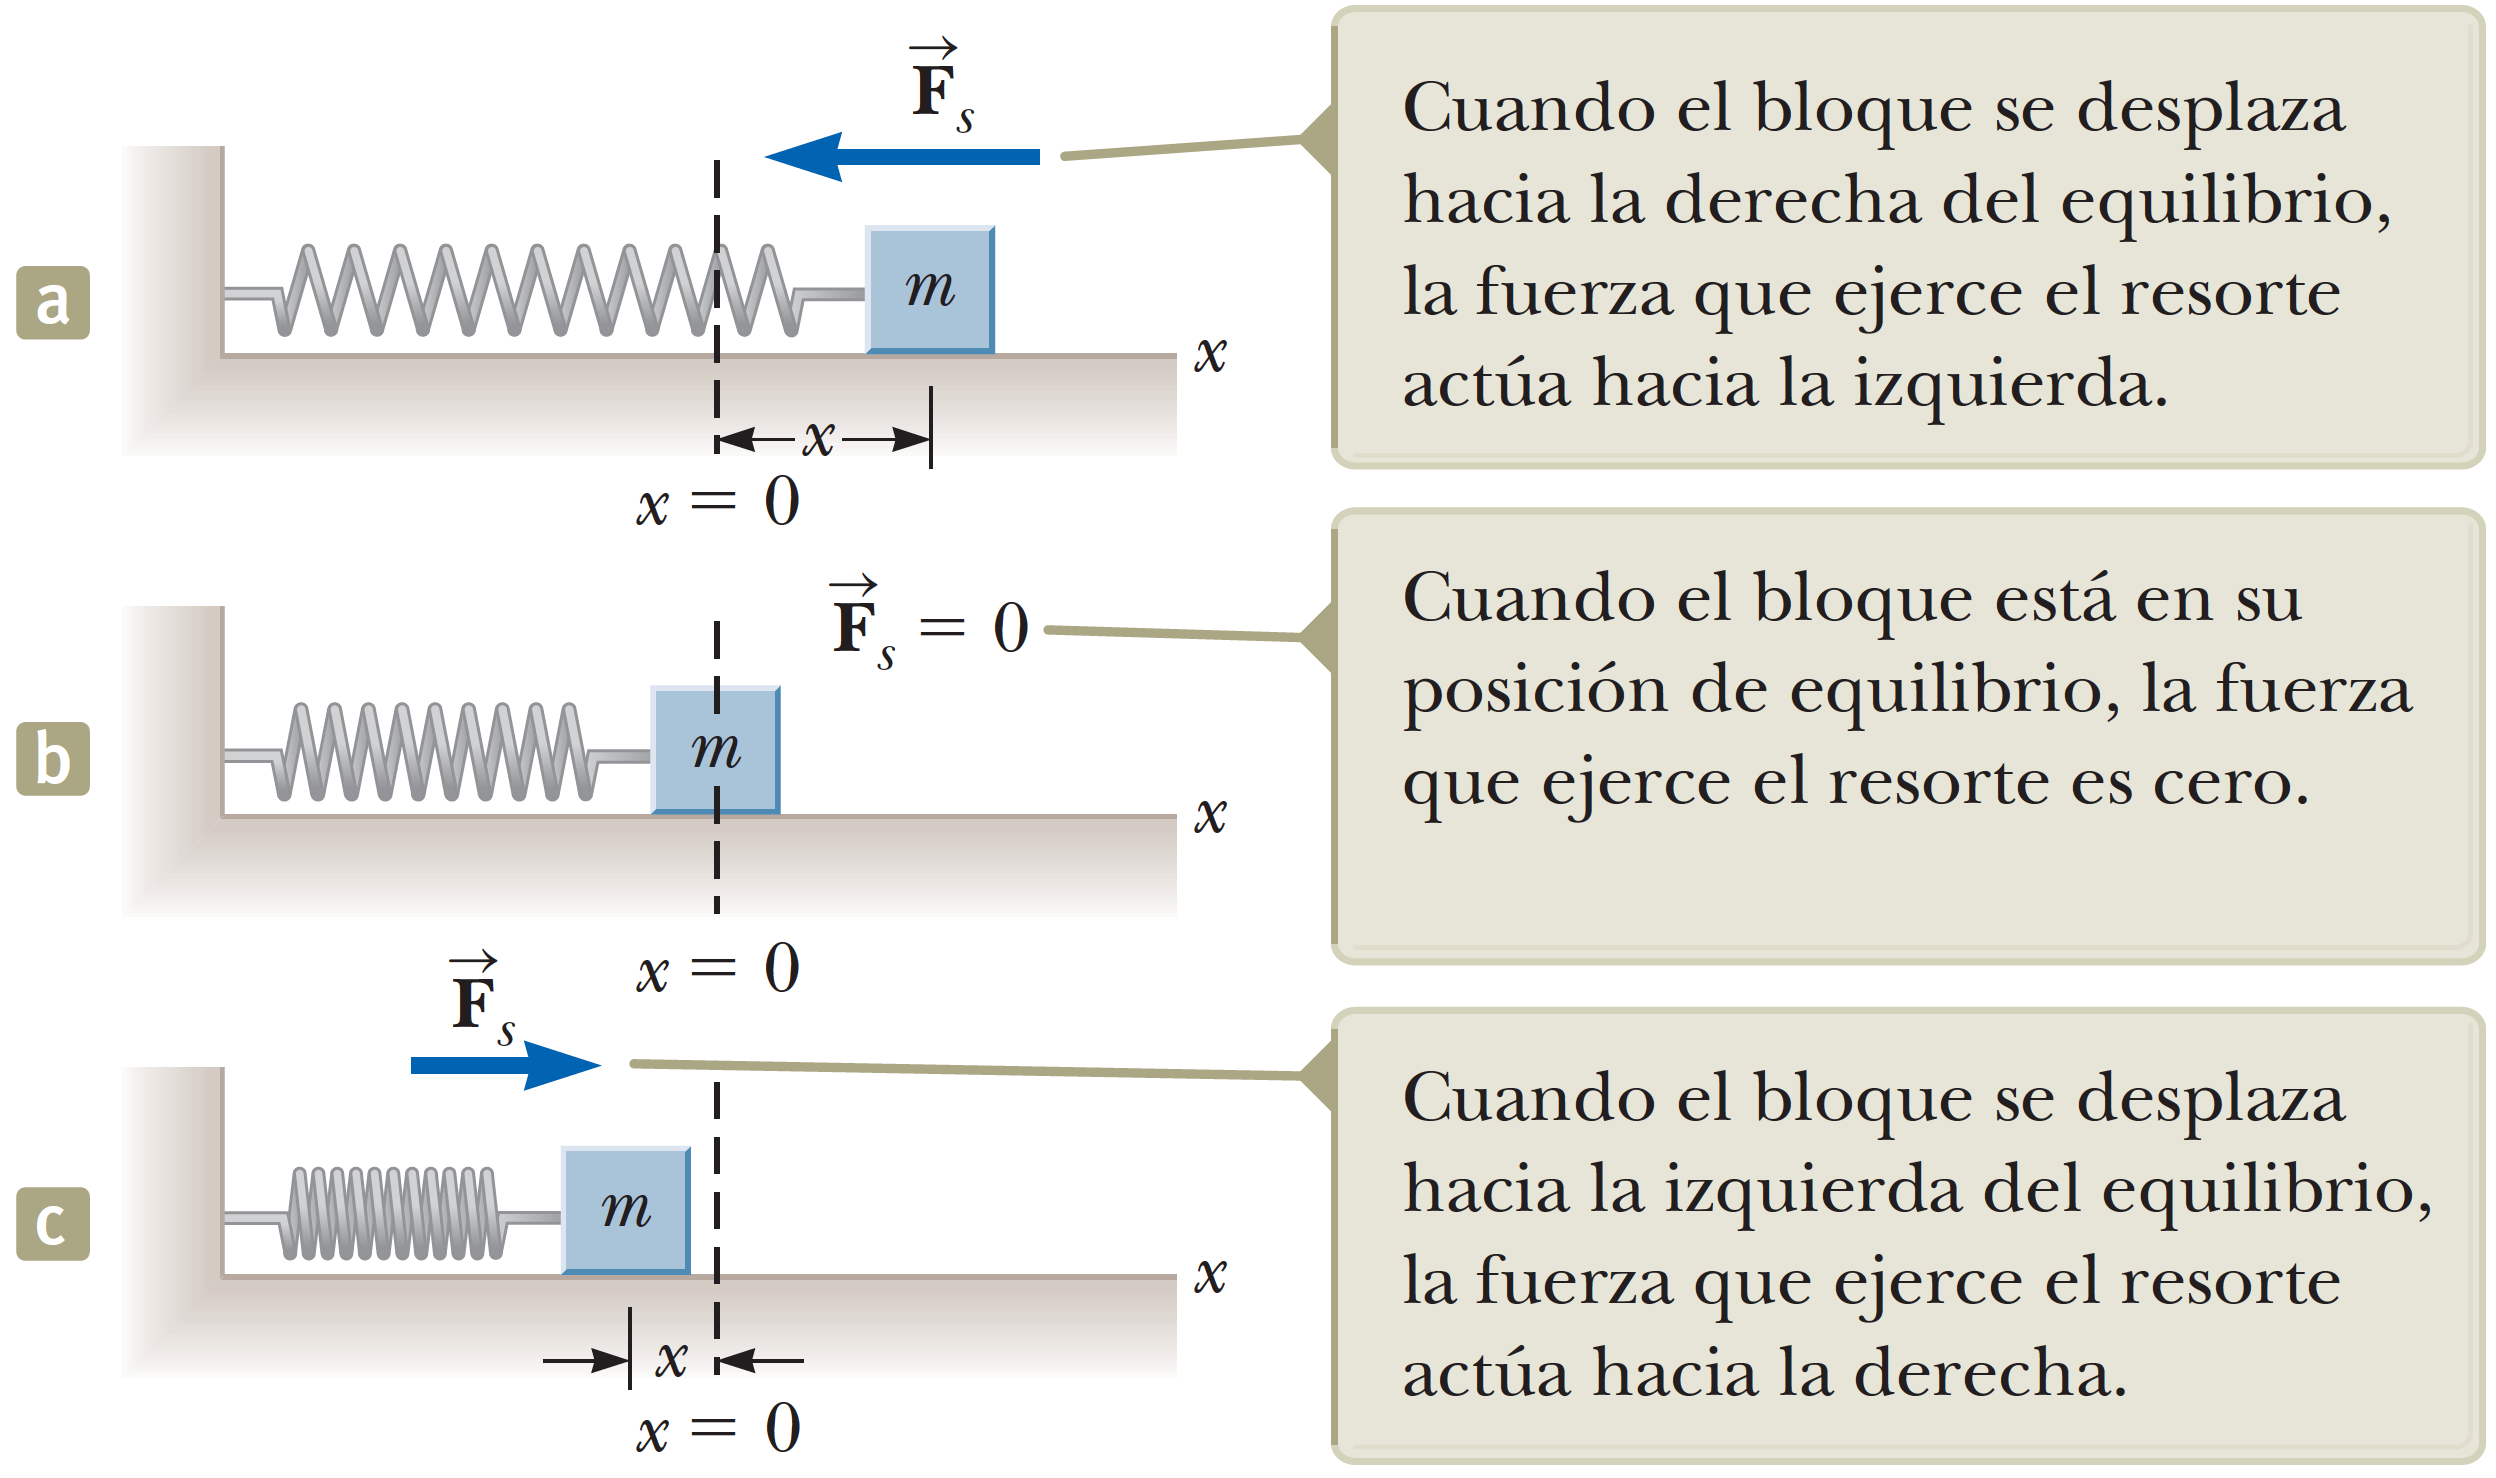 F⃗s
Cuando el bloque se desplaza
hacia la derecha del equilibrio,
la fuerza que ejerce el resorte
actúa hacia la izquierda.
a
m
x
x
x = 0
F⃗s = 0
Cuando el bloque está en su
posición de equilibrio, la fuerza
que ejerce el resorte es cero.
b
m
x
x = 0
F⃗s
Cuando el bloque se desplaza
hacia la izquierda del equilibrio,
la fuerza que ejerce el resorte
actúa hacia la derecha.
c
m
x
x
x = 0